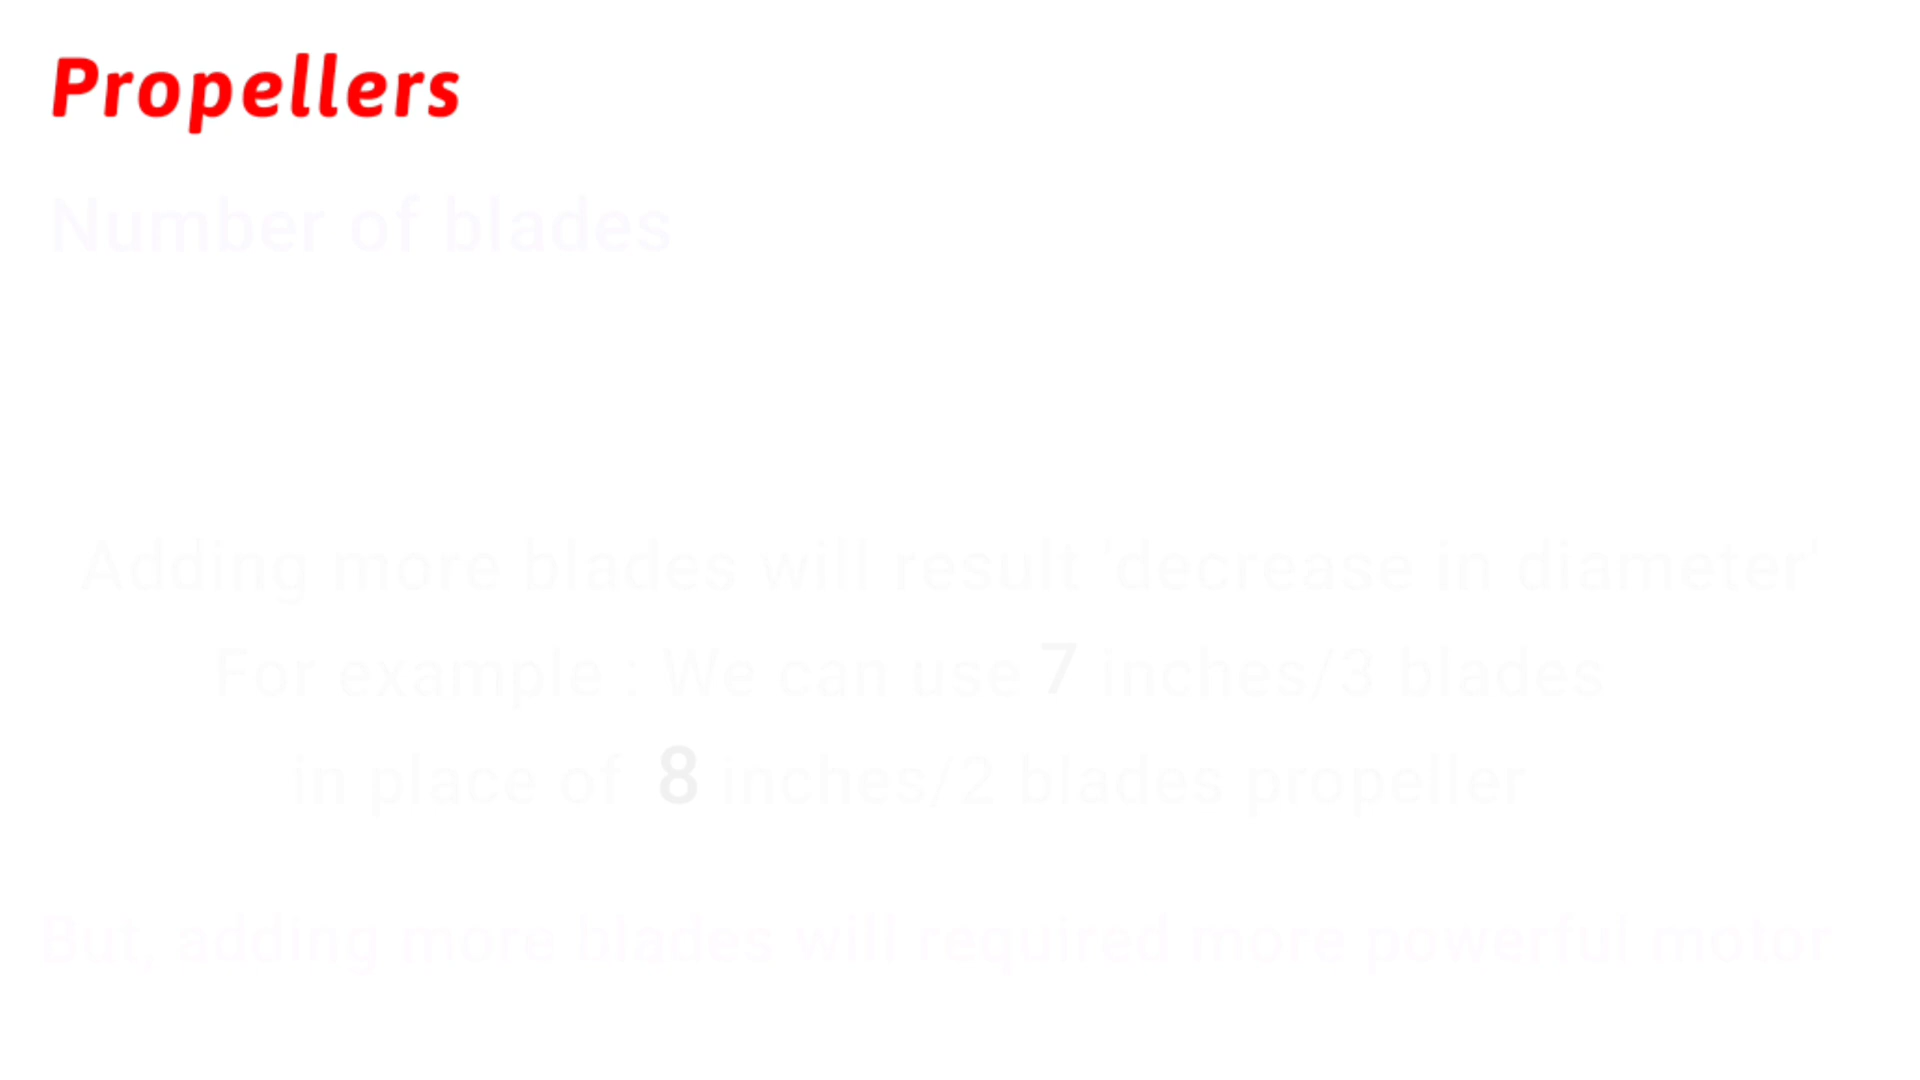 Propellers
Number of blades
Adding more blades will result 'decrease in diameter'
For example : We can use 7 inches/3 blades
in place of 8 inches/2 blades propeller
But, adding more blades will required more powerful motor